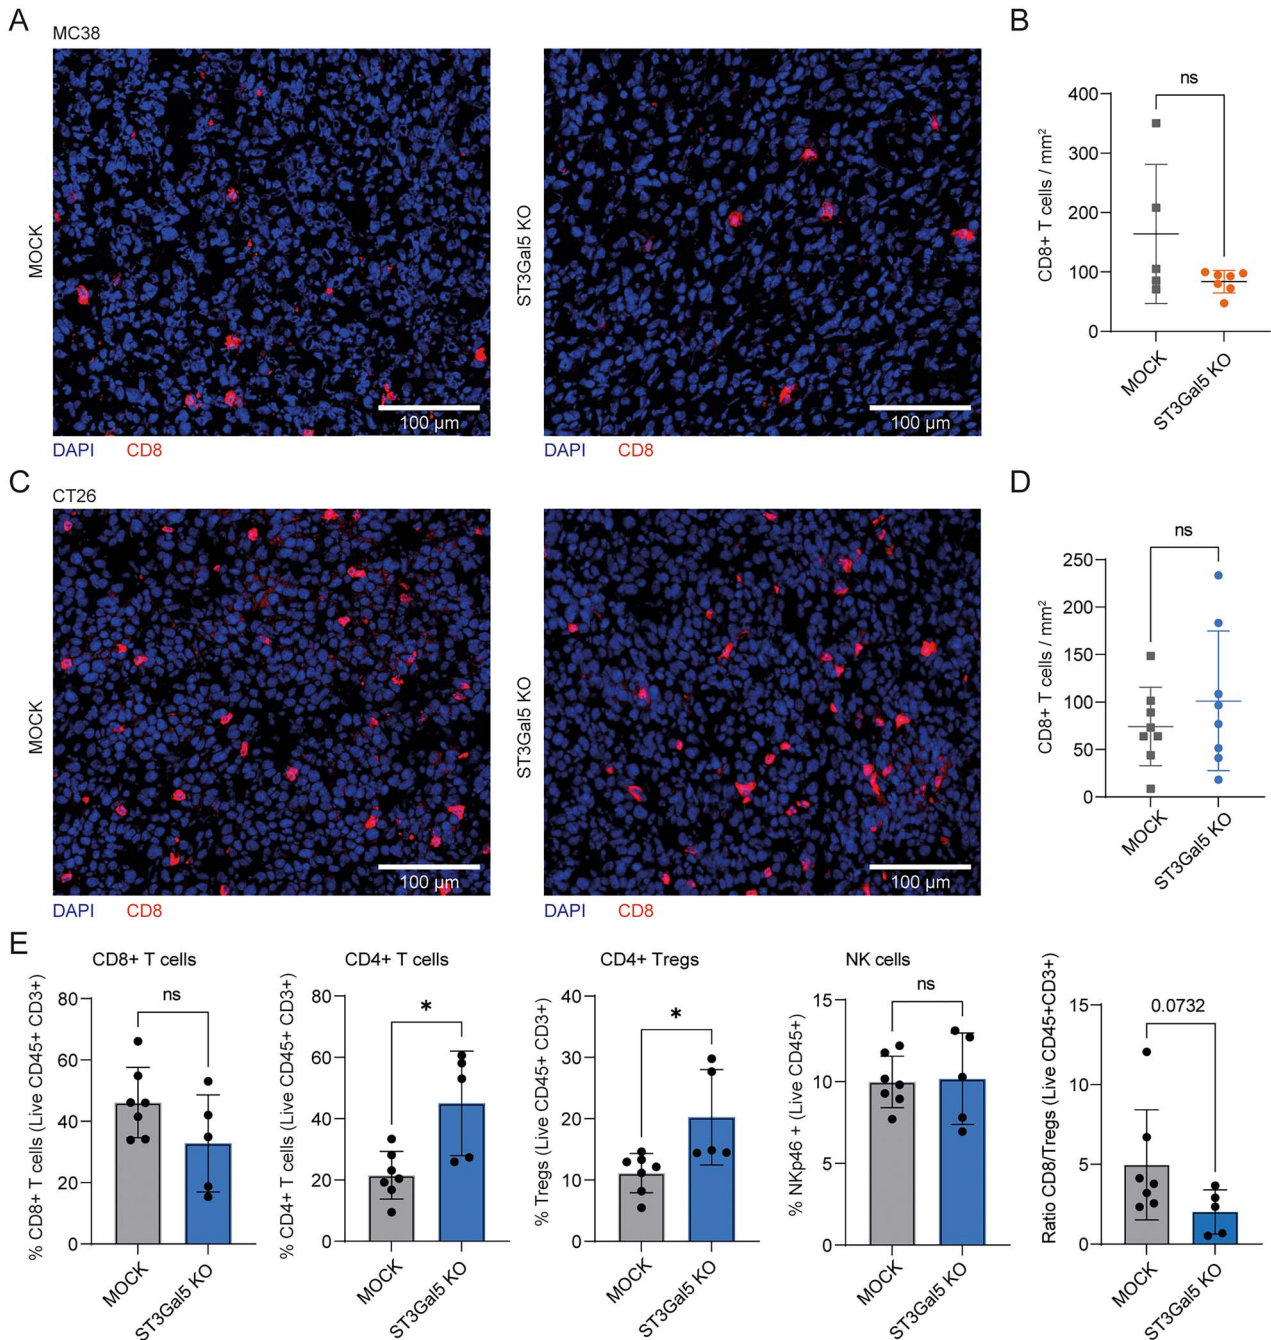 A
MC38
MOCK
100 µm
DAPI CD8
ST3Gal5 KO
100 µm
DAPI CD8
B
CD8+ T cells / mm²
400
300
200
100
0
ns
MOCK
ST3Gal5 KO
C
CT26
MOCK
100 µm
DAPI CD8
ST3Gal5 KO
100 µm
DAPI CD8
D
CD8+ T cells / mm²
250
200
150
100
50
0
ns
MOCK
ST3Gal5 KO
E
CD8+ T cells
% CD8+ T cells (Live CD45+ CD3+)
80
60
40
20
0
ns
MOCK
ST3Gal5 KO
CD4+ T cells
% CD4+ T cells (Live CD45+ CD3+)
80
60
40
20
0
*
MOCK
ST3Gal5 KO
CD4+ Tregs
% Tregs (Live CD45+ CD3+)
40
30
20
10
0
*
MOCK
ST3Gal5 KO
NK cells
% NKp46 + (Live CD45+)
15
10
5
0
ns
MOCK
ST3Gal5 KO
Ratio CD8/Tregs (Live CD45+CD3+)
15
10
5
0
0.0732
MOCK
ST3Gal5 KO